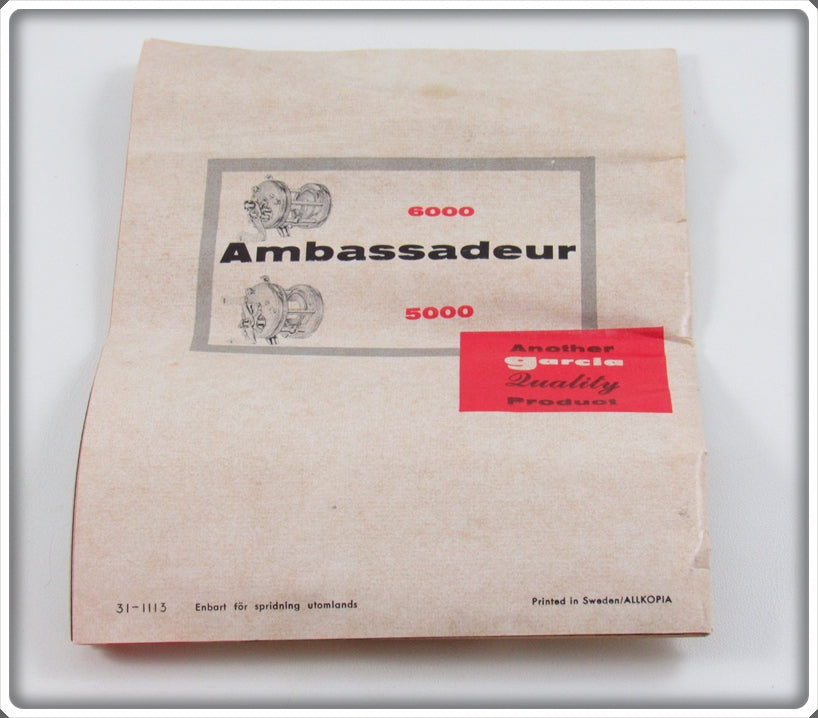 6000
Ambassadeur
5000
Another
garcia
Quality
Product
31-1113 Enbart för spridning utomlands
Printed in Sweden/ALLKOPIA